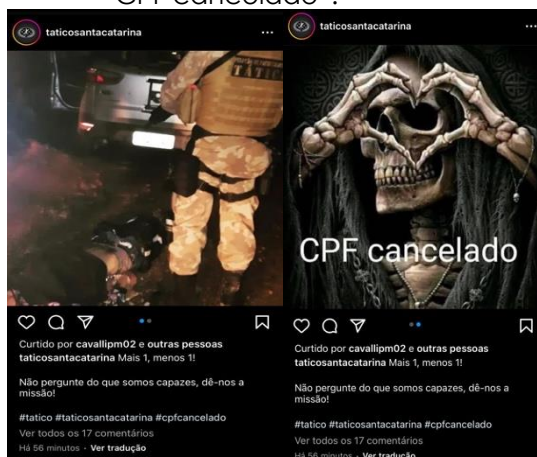 "CPF cancelado".
taticosantacatarina
TÁTICO
Curtido por cavallipm02 e outras pessoas
taticosantacatarina Mais 1, menos 1!
Não pergunte do que somos capazes, dê-nos a
missão!
#tatico #taticosantacatarina #cpfcancelado
Ver todos os 17 comentários
Há 56 minutos · Ver tradução
taticosantacatarina
CPF cancelado
Curtido por cavallipm02 e outras pessoas
taticosantacatarina Mais 1, menos 1!
Não pergunte do que somos capazes, dê-nos a
missão!
#tatico #taticosantacatarina #cpfcancelado
Ver todos os 17 comentários
Há 56 minutos · Ver tradução